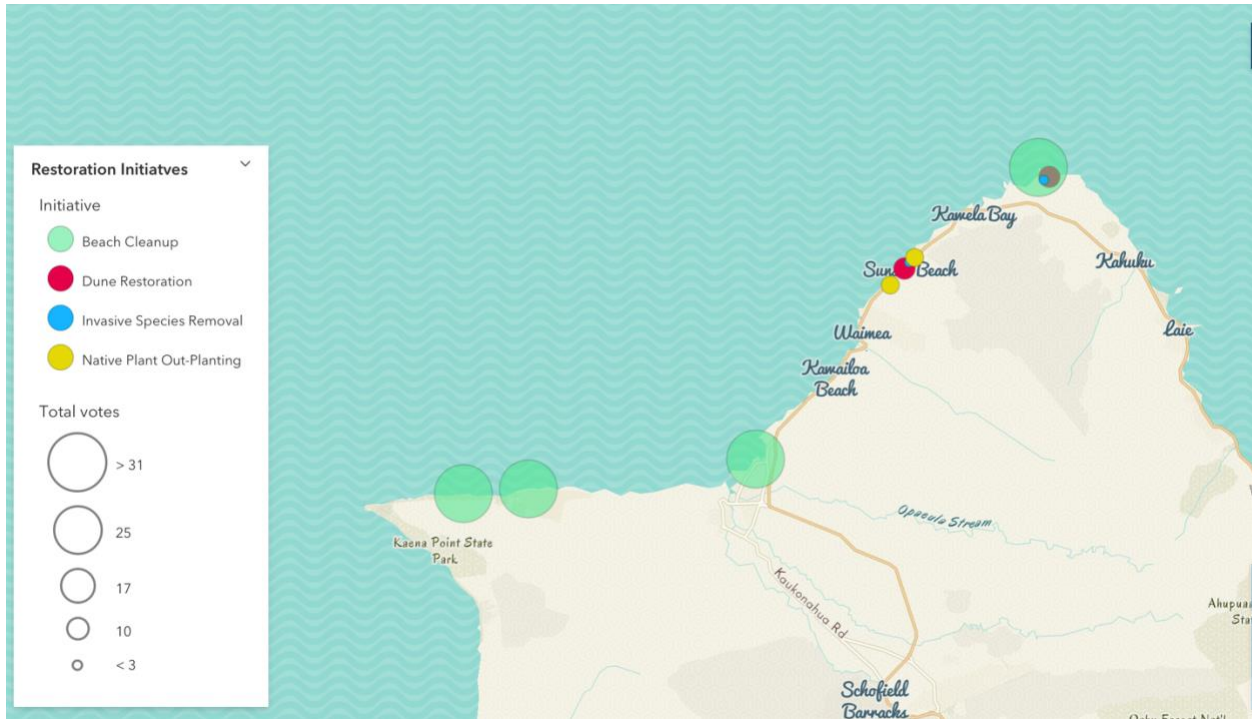 Restoration Initiatves
Initiative
Beach Cleanup
Dune Restoration
Invasive Species Removal
Native Plant Out-Planting
Total votes
> 31
25
17
10
< 3
Kawela Bay
Kahuku
Beach
Laie
Waimea
Kawailoa
Beach
Opaeula Stream
Kaena Point State
Park
Kaukonahua Rd
Schofield
Barracks